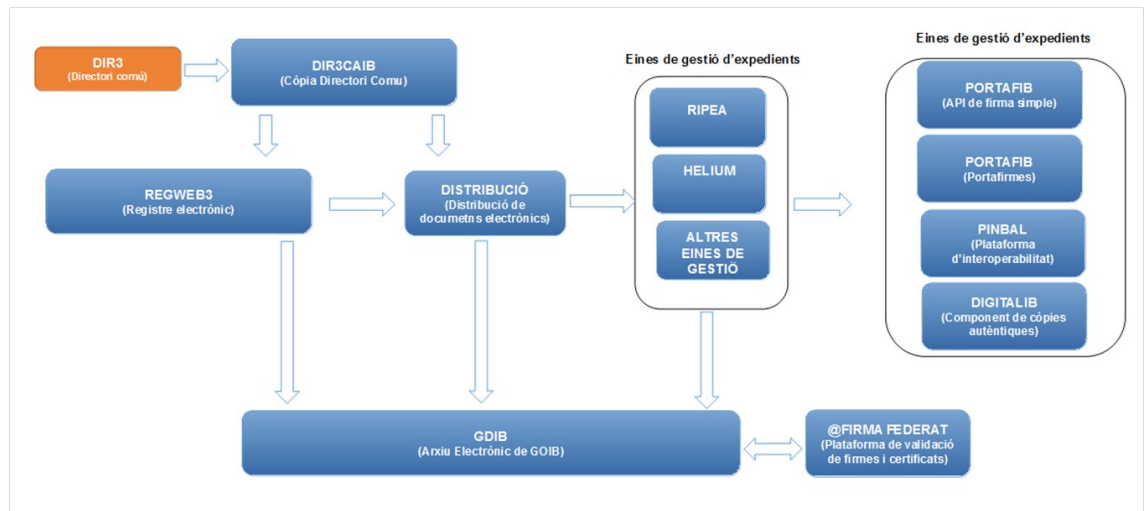 DIR3
(Directori comú)
DIR3CAIB
(Còpia Directori Comu)
REGWEB3
(Registre electrònic)
DISTRIBUCIÓ
(Distribució de
documetns electrònics)
Eines de gestió d'expedients
RIPEA
HELIUM
ALTRES
EINES DE
GESTIÖ
Eines de gestió d'expedients
PORTAFIB
(API de firma simple)
PORTAFIB
(Portafirmes)
PINBAL
(Plataforma
d'interoperabilitat)
DIGITALIB
(Component de còpies
autèntiques)
GDIB
(Arxiu Electrònic de GOIB)
@FIRMA FEDERAT
(Plataforma de validació
de firmes i certificats)